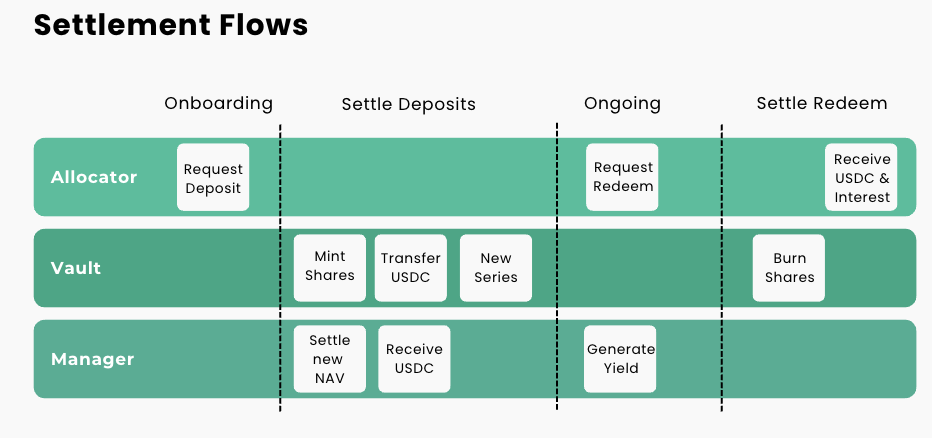 Settlement Flows
Onboarding
Settle Deposits
Ongoing
Settle Redeem
Allocator
Request
Deposit
Request
Redeem
Receive
USDC &
Interest
Vault
Mint
Shares
Transfer
USDC
New
Series
Burn
Shares
Manager
Settle
new
NAV
Receive
USDC
Generate
Yield